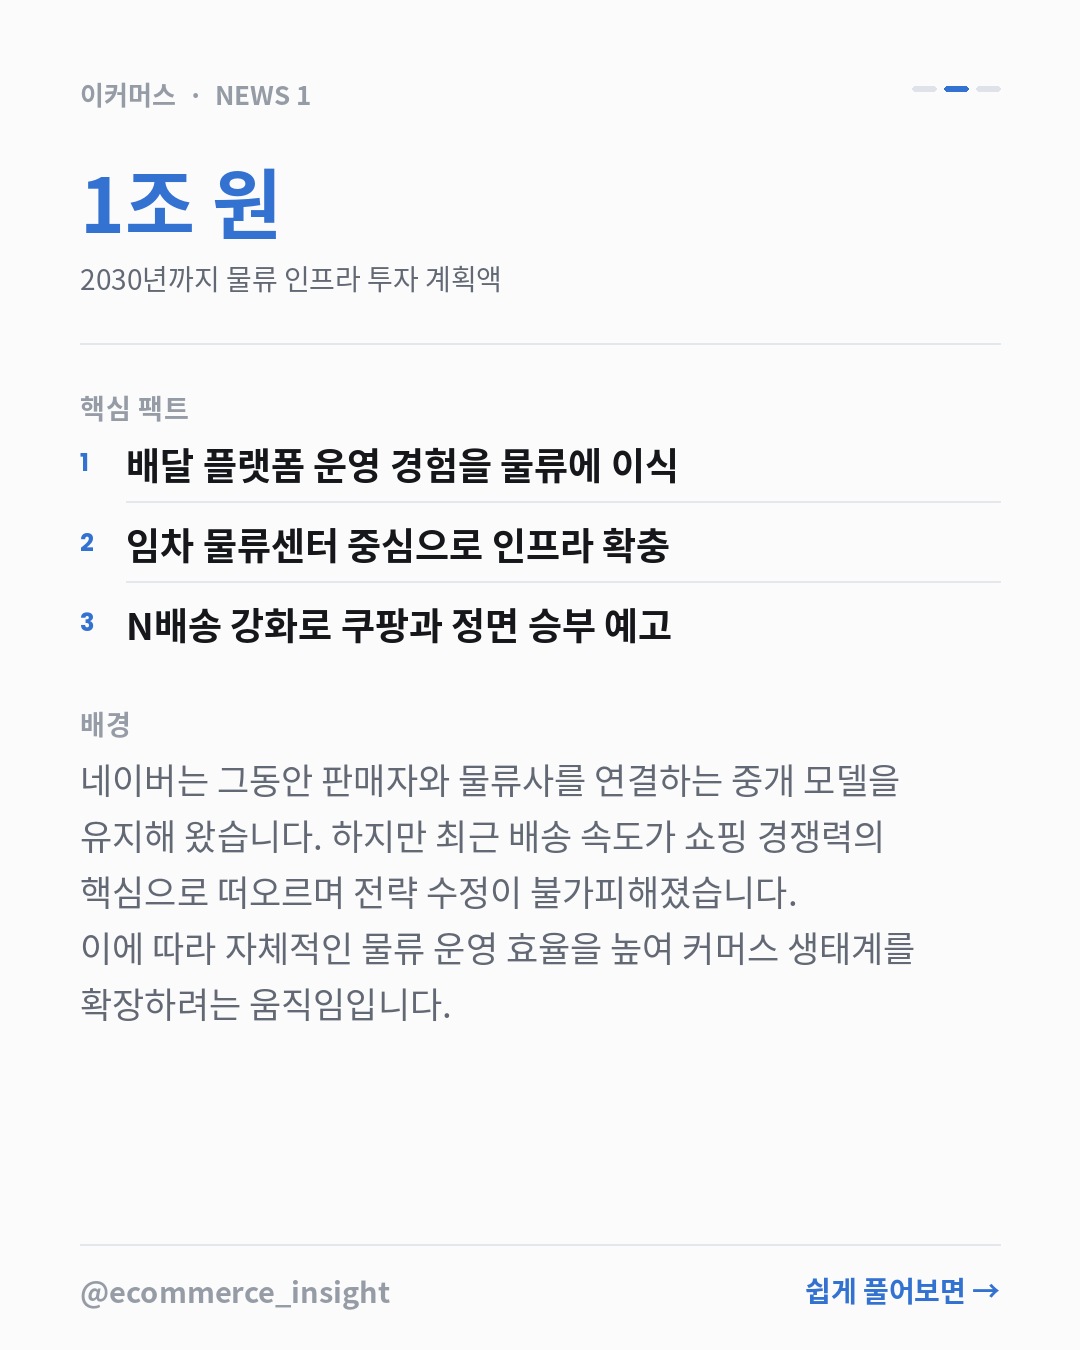 이커머스 · NEWS 1
1조 원
2030년까지 물류 인프라 투자 계획액
핵심 팩트
1 배달 플랫폼 운영 경험을 물류에 이식
2 임차 물류센터 중심으로 인프라 확충
3 N배송 강화로 쿠팡과 정면 승부 예고
배경
네이버는 그동안 판매자와 물류사를 연결하는 중개 모델을
유지해 왔습니다. 하지만 최근 배송 속도가 쇼핑 경쟁력의
핵심으로 떠오르며 전략 수정이 불가피해졌습니다.
이에 따라 자체적인 물류 운영 효율을 높여 커머스 생태계를
확장하려는 움직임입니다.
@ecommerce_insight
쉽게 풀어보면 →